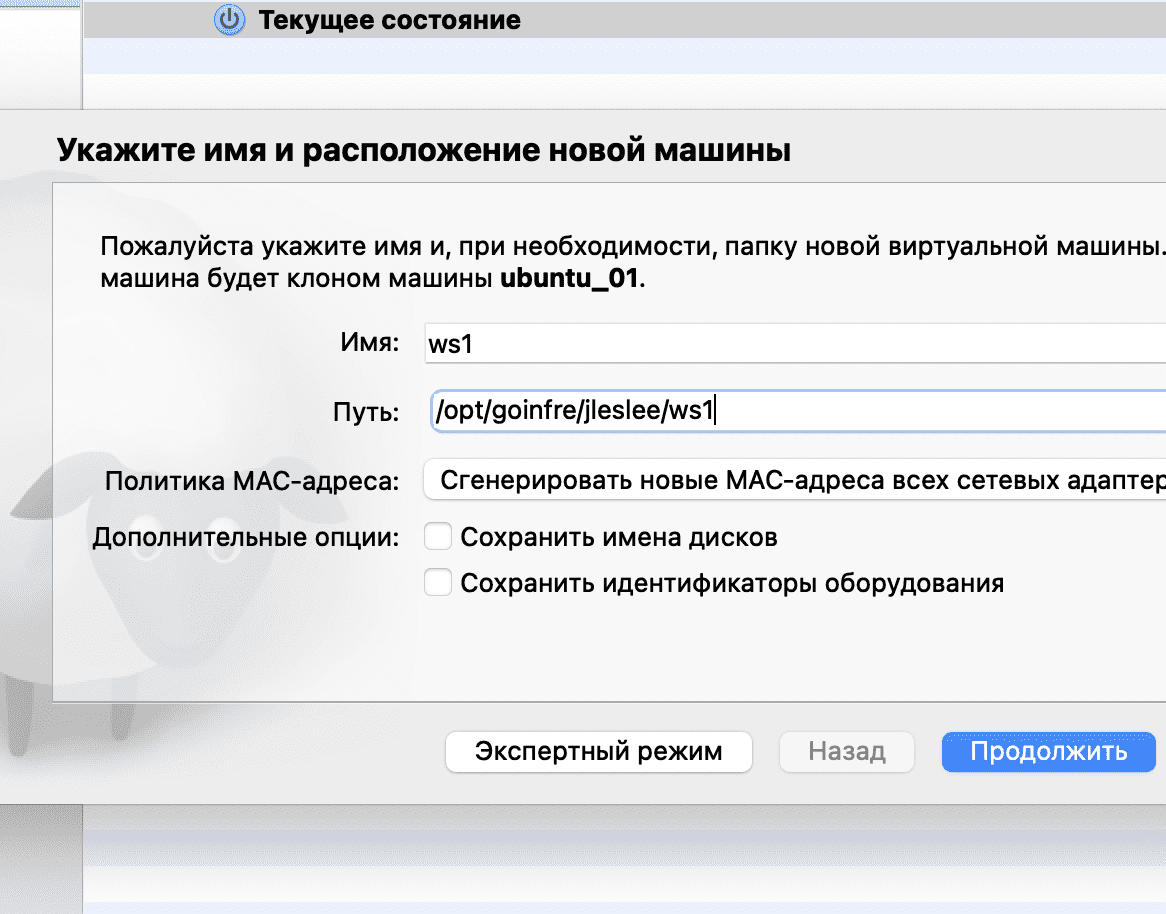 Текущее состояние
Укажите имя и расположение новой машины
Пожалуйста укажите имя и, при необходимости, папку новой виртуальной машины.
машина будет клоном машины ubuntu_01.
Имя: ws1
Путь: /opt/goinfre/jleslee/ws1
Политика MAC-адреса: Сгенерировать новые MAC-адреса всех сетевых адаптер
Дополнительные опции: Сохранить имена дисков
Сохранить идентификаторы оборудования
Экспертный режим Назад Продолжить